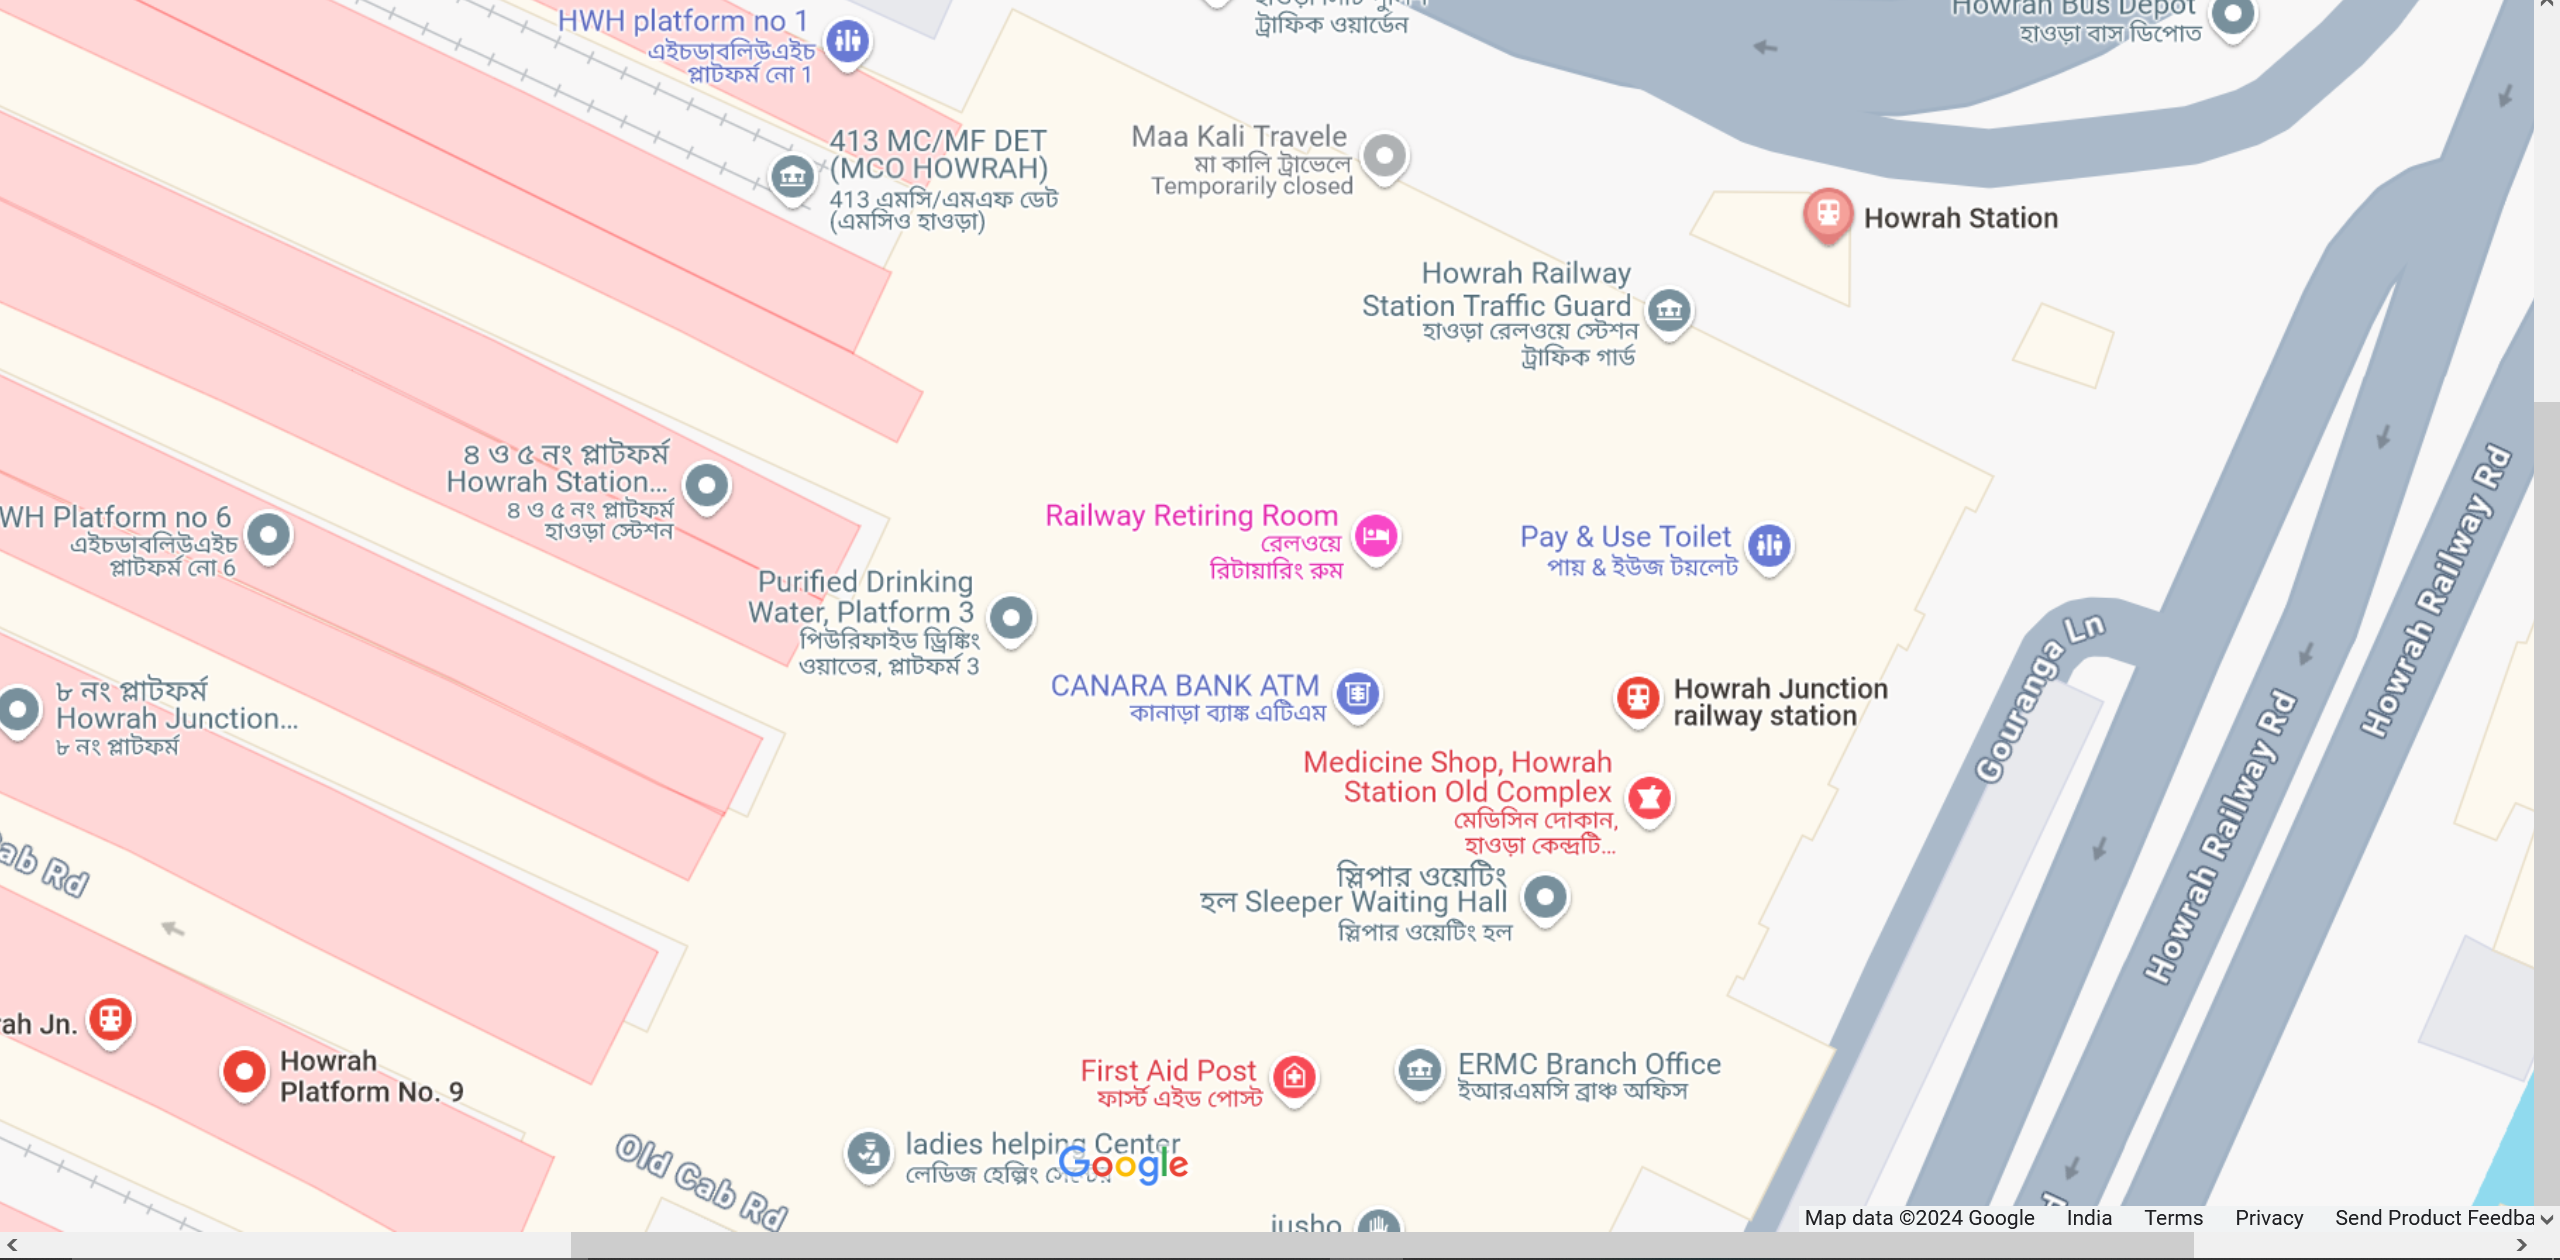 HWH platform no 1
এইচডাবলিউএইচ
প্লাটফর্ম নো 1
ট্রাফিক ওয়ার্ডেন
Howrah Bus Depot
হাওড়া বাস ডিপোত
413 MC/MF DET
(MCO HOWRAH)
413 এমসি/এমএফ ডেট
(এমসিও হাওড়া)
Maa Kali Travele
মা কালি ট্রাভেলে
Temporarily closed
Howrah Station
Howrah Railway
Station Traffic Guard
হাওড়া রেলওয়ে স্টেশন
ট্রাফিক গার্ড
৪ ও ৫ নং প্লাটফর্ম
Howrah Station...
৪ ও ৫ নং প্লাটফর্ম
হাওড়া স্টেশন
WH Platform no 6
এইচডাবলিউএইচ
প্লাটফর্ম নো 6
Railway Retiring Room
রেলওয়ে
রিটায়ারিং রুম
Pay & Use Toilet
পায় & ইউজ টয়লেট
Purified Drinking
Water, Platform 3
পিউরিফাইড ড্রিঙ্কিং
ওয়াতের, প্লাটফর্ম 3
৮ নং প্লাটফর্ম
Howrah Junction...
৮ নং প্লাটফর্ম
CANARA BANK ATM
কানাড়া ব্যাঙ্ক এটিএম
Howrah Junction
railway station
Gouranga Ln
Howrah Railway Rd
Howrah Railway Rd
Medicine Shop, Howrah
Station Old Complex
মেডিসিন দোকান,
হাওড়া কেন্দ্রটি...
স্লিপার ওয়েটিং
হল Sleeper Waiting Hall
স্লিপার ওয়েটিং হল
ab Rd
rah Jn.
Howrah
Platform No. 9
First Aid Post
ফার্স্ট এইড পোস্ট
ERMC Branch Office
ইআরএমসি ব্রাঞ্চ অফিস
ladies helping Center
লেডিজ হেল্পিং সেন্টের
Google
Old Cab Rd
jusho
d
Map data ©2024 Google India Terms Privacy Send Product Feedba